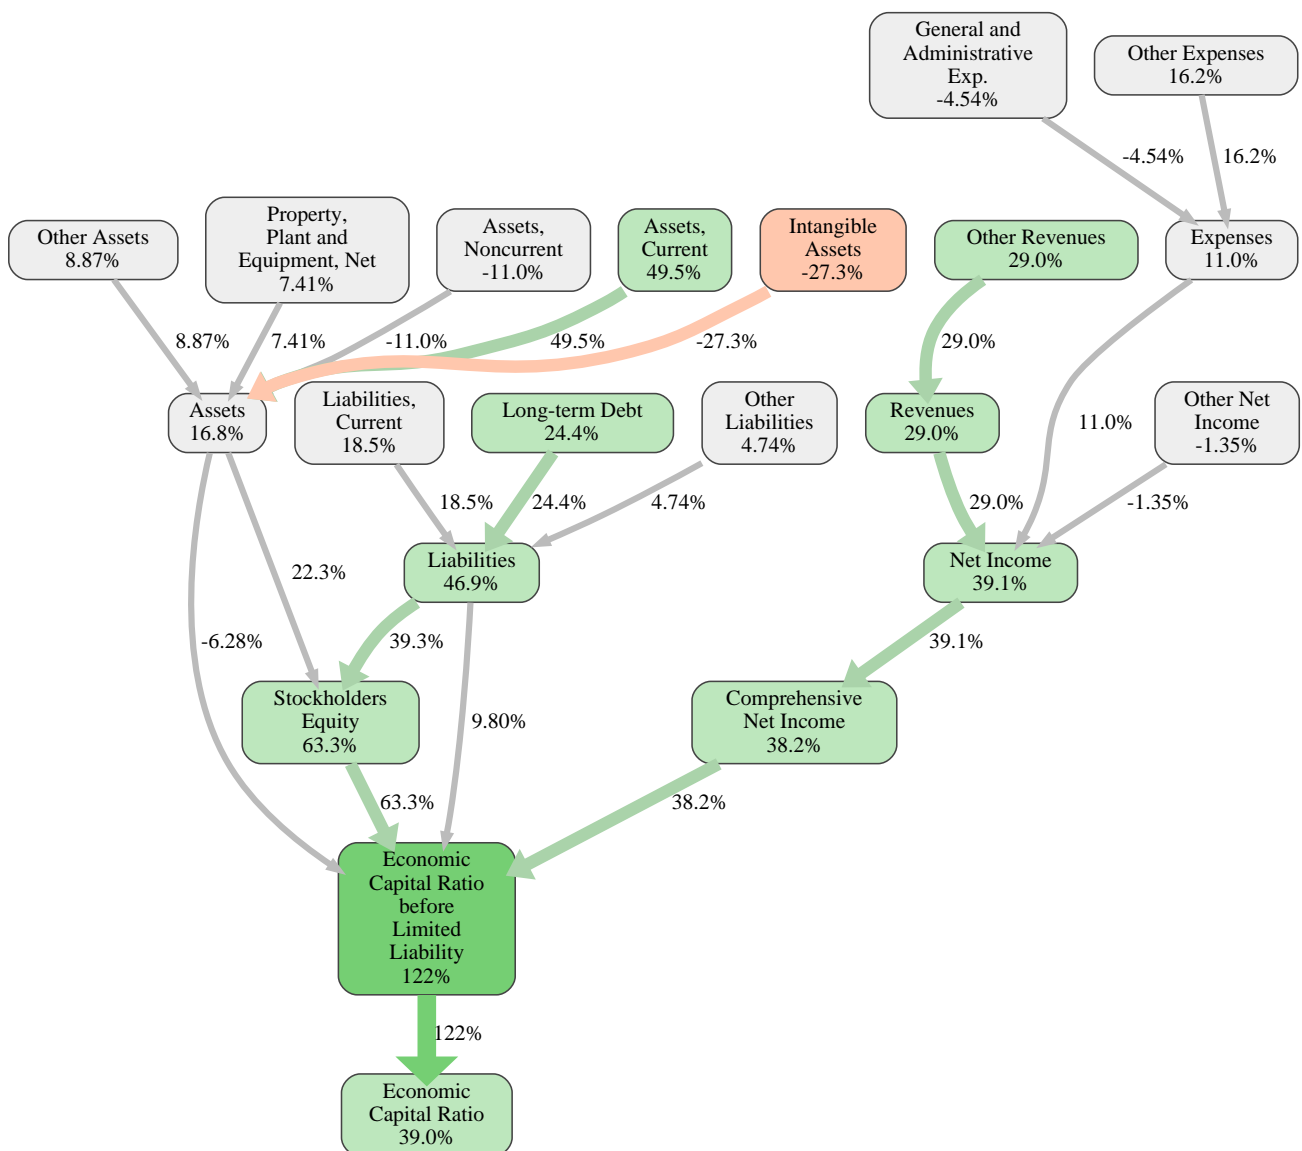 General and
Administrative
Exp.
-4.54%
Other Expenses
16.2%
-4.54%
16.2%
Other Assets
8.87%
Property,
Plant and
Equipment, Net
7.41%
Assets,
Noncurrent
-11.0%
Assets,
Current
49.5%
Intangible
Assets
-27.3%
Other Revenues
29.0%
Expenses
11.0%
8.87%
7.41%
-11.0%
49.5%
-27.3%
29.0%
Assets
16.8%
Liabilities,
Current
18.5%
Long-term Debt
24.4%
Other
Liabilities
4.74%
Revenues
29.0%
11.0%
Other Net
Income
-1.35%
18.5%
24.4%
4.74%
29.0%
-1.35%
22.3%
Liabilities
46.9%
Net Income
39.1%
-6.28%
39.3%
39.1%
Stockholders
Equity
63.3%
9.80%
Comprehensive
Net Income
38.2%
63.3%
38.2%
Economic
Capital Ratio
before
Limited
Liability
122%
122%
Economic
Capital Ratio
39.0%